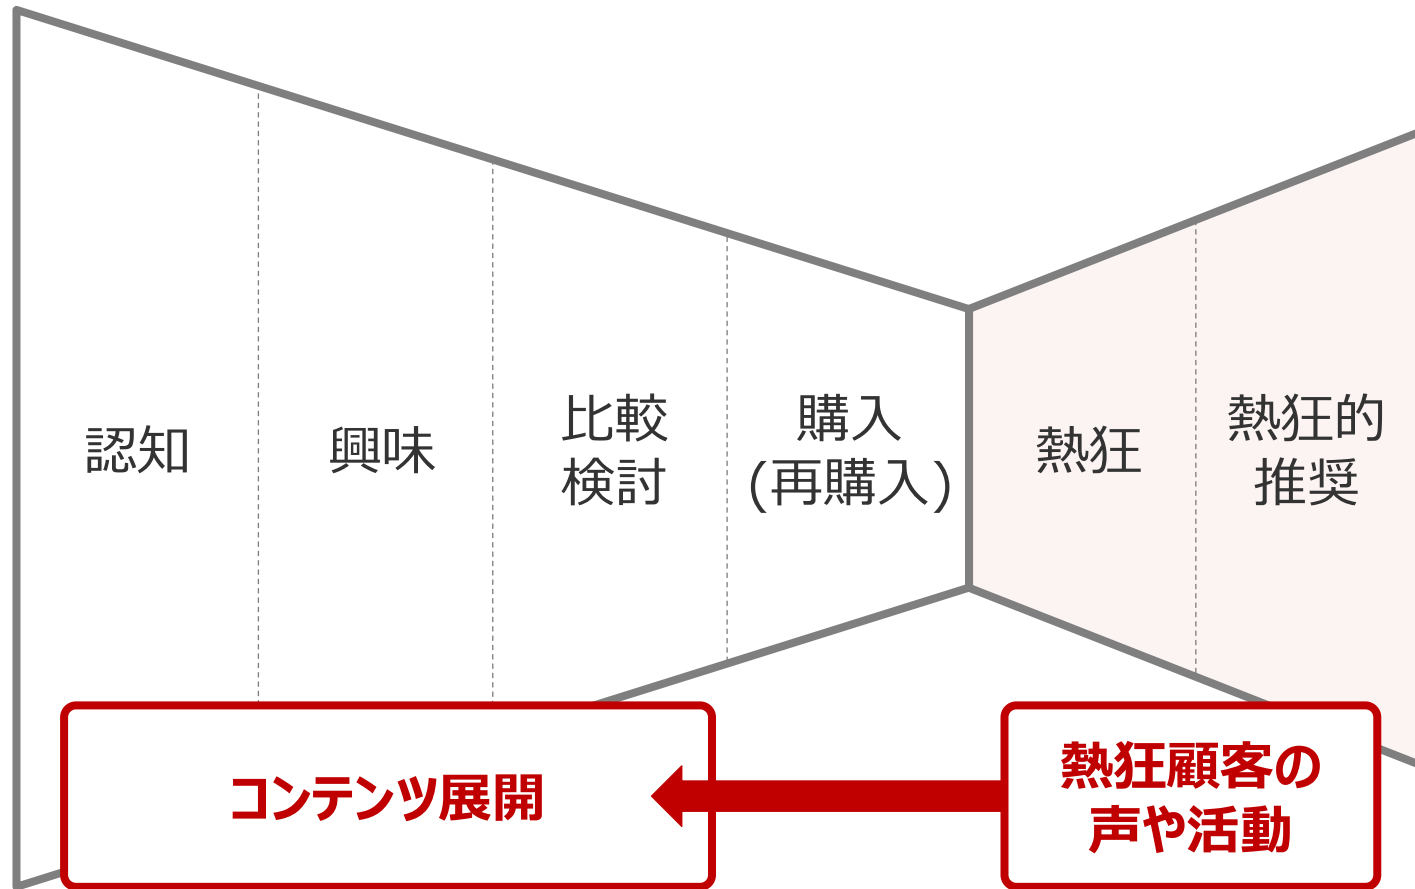 認知
興味
比較
検討
購入
(再購入)
熱狂
熱狂的
推奨
コンテンツ展開
熱狂顧客の
声や活動